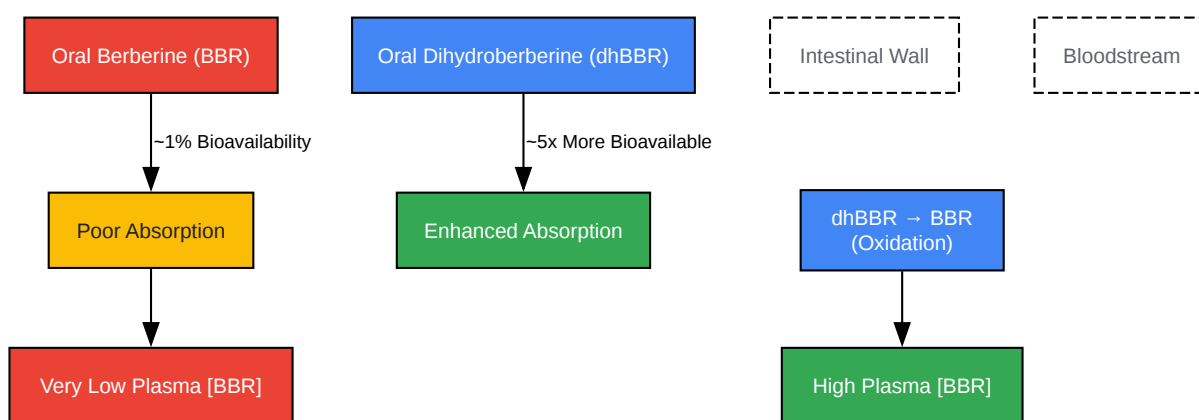 Oral Berberine (BBR)
Oral Dihydroberberine (dhBBR)
Intestinal Wall
Bloodstream
~1% Bioavailability
~5x More Bioavailable
Poor Absorption
Enhanced Absorption
dhBBR → BBR
(Oxidation)
Very Low Plasma [BBR]
High Plasma [BBR]